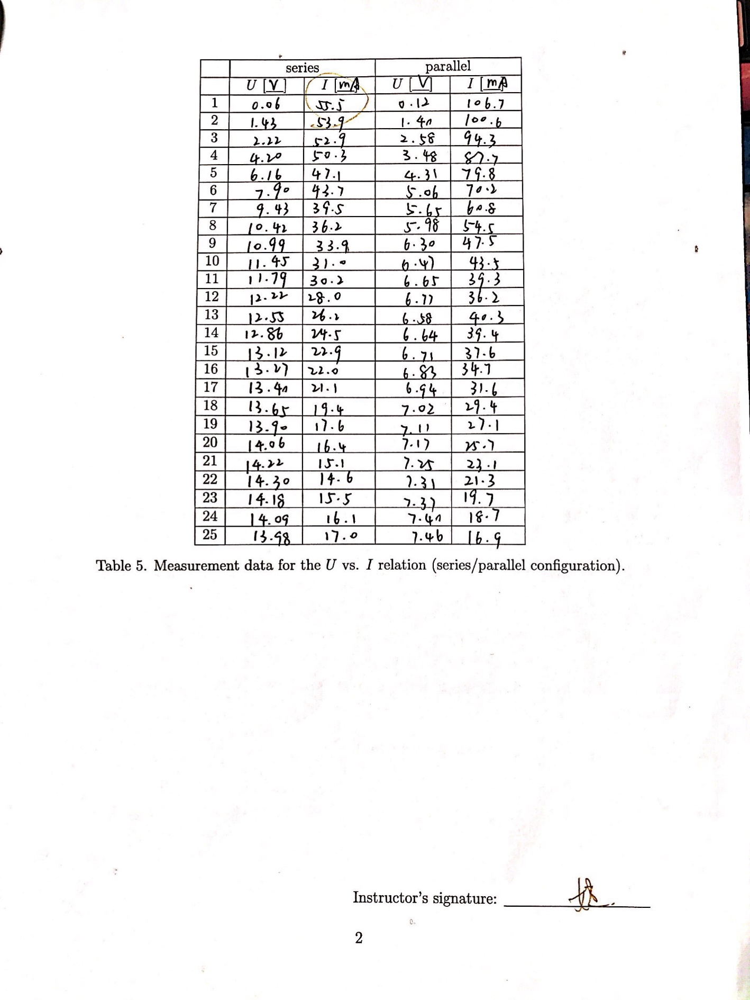 series parallel
U [V] I [mA U [V] I [mA
1 0.06 55.5 0.12 106.7
2 1.43 53.9 1.40 100.6
3 2.22 52.9 2.58 94.3
4 4.20 50.3 3.48 87.7
5 6.16 47.1 4.31 79.8
6 7.90 43.7 5.06 70.2
7 9.43 39.5 5.65 60.8
8 10.42 36.2 5.98 54.5
9 10.99 33.9 6.30 47.5
10 11.45 31.0 6.47 43.5
11 11.79 30.2 6.65 39.3
12 12.22 28.0 6.77 36.2
13 12.55 26.2 6.58 40.3
14 12.86 24.5 6.64 39.4
15 13.12 22.9 6.71 37.6
16 13.27 22.0 6.83 34.7
17 13.40 21.1 6.94 31.6
18 13.65 19.4 7.02 29.4
19 13.90 17.6 7.11 27.1
20 14.06 16.4 7.17 25.7
21 14.22 15.1 7.25 23.1
22 14.30 14.6 7.31 21.3
23 14.18 15.5 7.37 19.7
24 14.09 16.1 7.40 18.7
25 13.98 17.0 7.46 16.9
Table 5. Measurement data for the U vs. I relation (series/parallel configuration).
Instructor's signature:
2